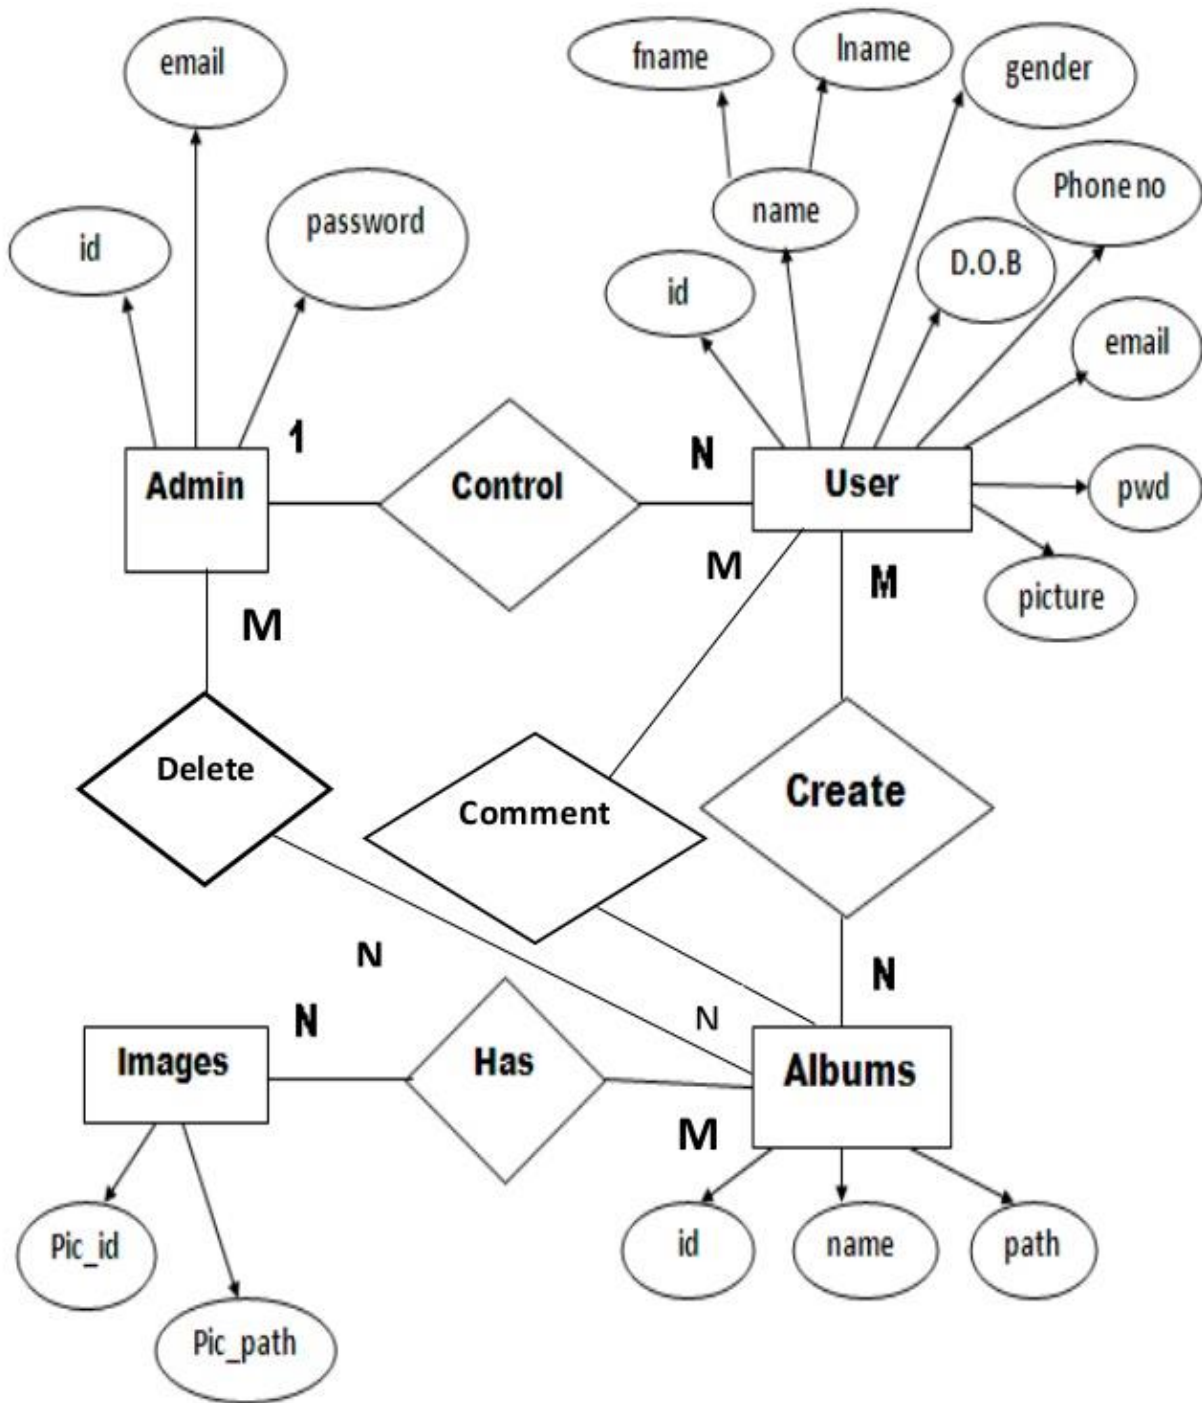 email
id
password
fname
lname
gender
name
Phone no
id
D.O.B
email
pwd
picture
Admin
1
Control
N
User
M
M
M
Delete
Comment
Create
N
N
N
Images
N
Has
Albums
M
Pic_id
Pic_path
id
name
path